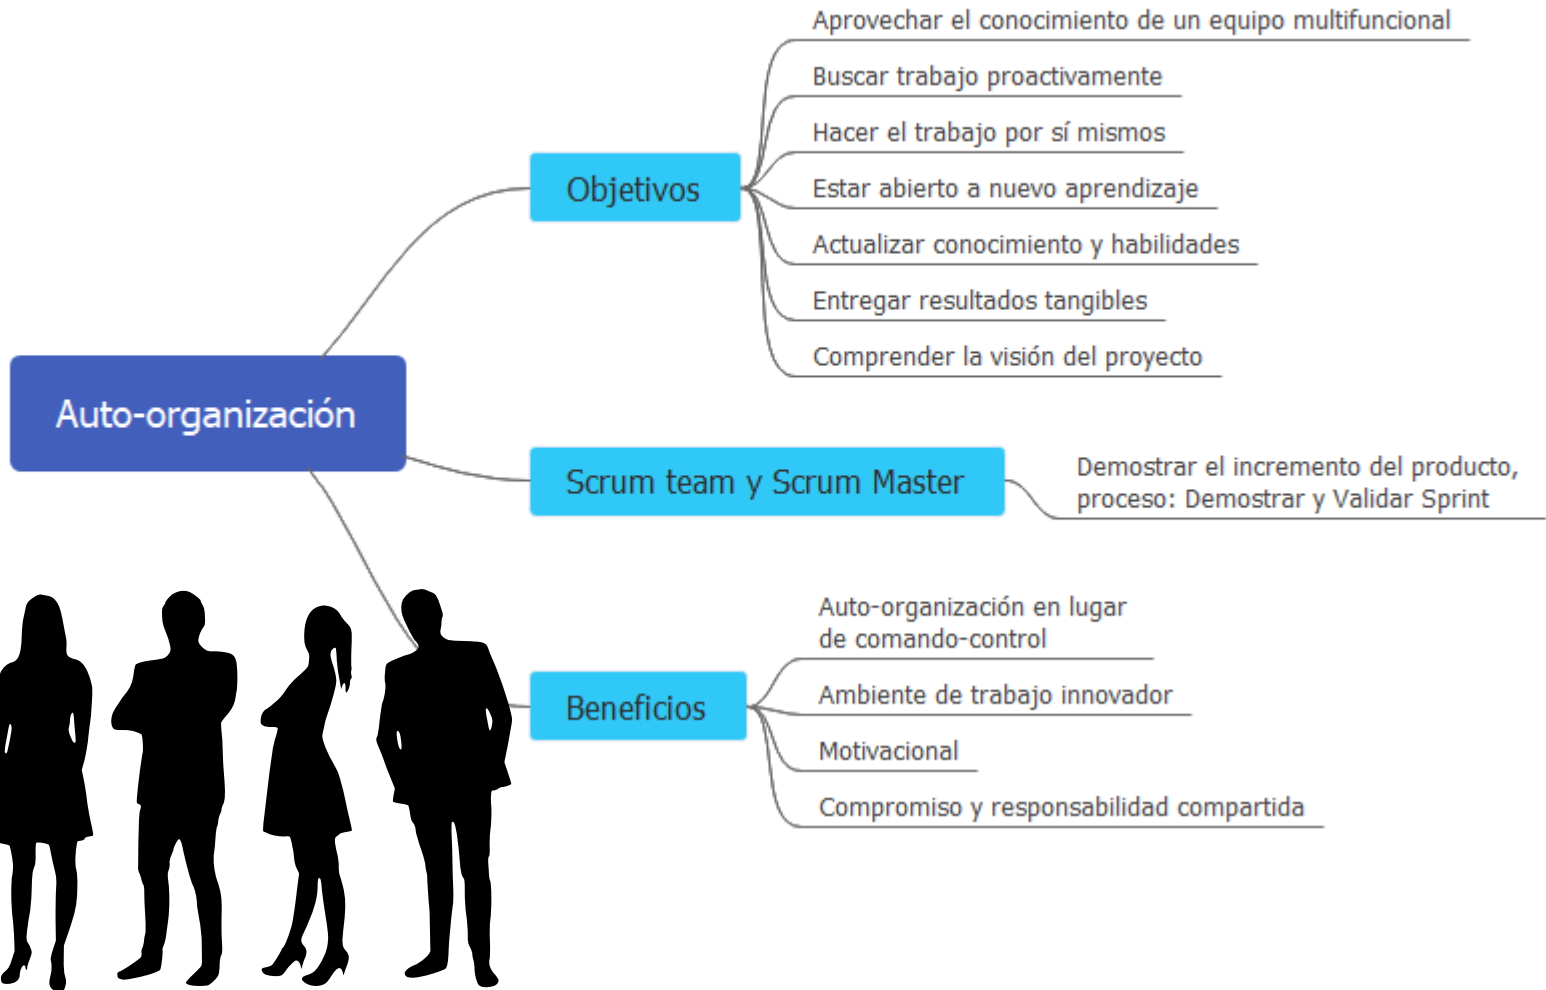 Auto-organización
Objetivos
Aprovechar el conocimiento de un equipo multifuncional
Buscar trabajo proactivamente
Hacer el trabajo por sí mismos
Estar abierto a nuevo aprendizaje
Actualizar conocimiento y habilidades
Entregar resultados tangibles
Comprender la visión del proyecto
Scrum team y Scrum Master
Demostrar el incremento del producto,
proceso: Demostrar y Validar Sprint
Beneficios
Auto-organización en lugar
de comando-control
Ambiente de trabajo innovador
Motivacional
Compromiso y responsabilidad compartida